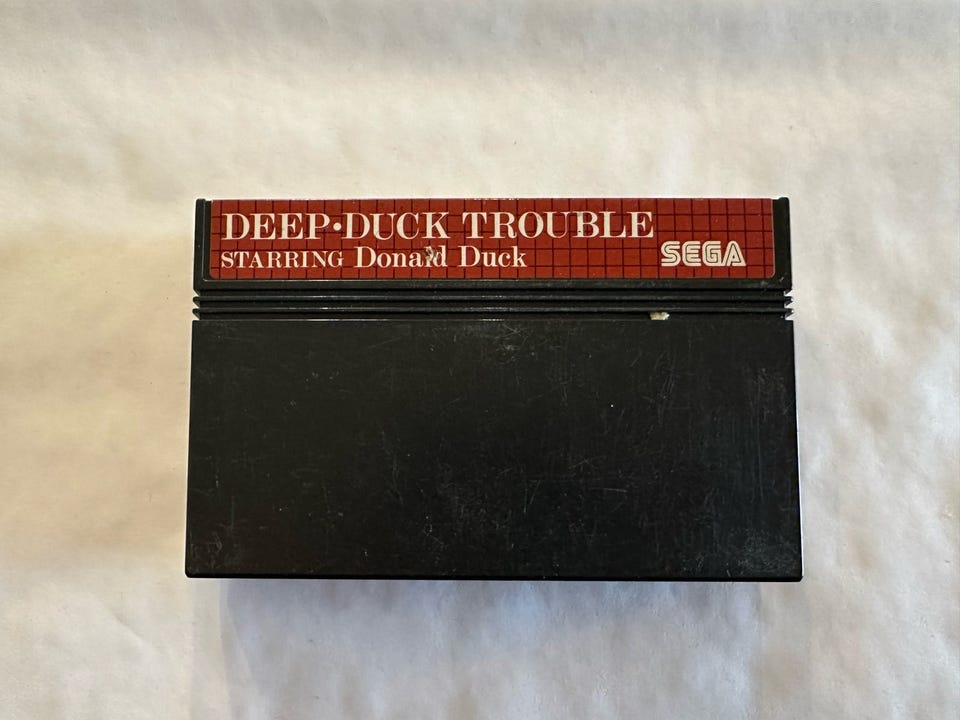 DEEP·DUCK TROUBLE
STARRING Donald Duck
SEGA